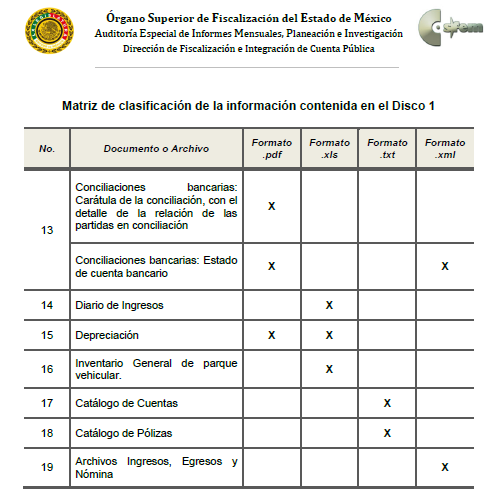 Órgano Superior de Fiscalización del Estado de México
Auditoría Especial de Informes Mensuales, Planeación e Investigación
Dirección de Fiscalización e Integración de Cuenta Pública
osfem
Matriz de clasificación de la información contenida en el Disco 1
No. Documento o Archivo Formato .pdf Formato .xls Formato .txt Formato .xml
13
Conciliaciones bancarias:
Carátula de la conciliación, con el
detalle de la relación de las
partidas en conciliación
X
Conciliaciones bancarias: Estado
de cuenta bancario
X X
14 Diario de Ingresos X
15 Depreciación X X
16 Inventario General de parque
vehicular.
X
17 Catálogo de Cuentas X
18 Catálogo de Pólizas X
19 Archivos Ingresos, Egresos y
Nómina
X